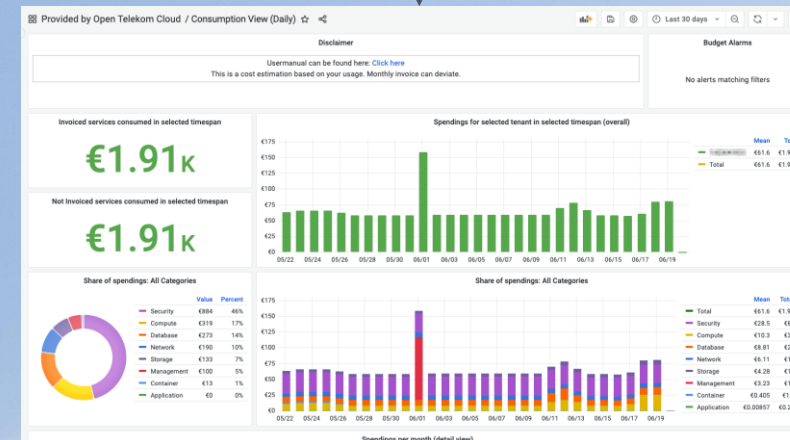 Provided by Open Telekom Cloud / Consumption View (Daily)
Last 30 days
Disclaimer
Usermanual can be found here: Click here
This is a cost estimation based on your usage. Monthly invoice can deviate.
Budget Alarms
No alerts matching filters
Invoiced services consumed in selected timespan
€1.91K
Not Invoiced services consumed in selected timespan
€1.91K
Spendings for selected tenant in selected timespan (overall)
€175
€150
€125
€100
€75
€50
€25
€0
05/22 05/24 05/26 05/28 05/30 06/01 06/03 06/05 06/07 06/09 06/11 06/13 06/15 06/17 06/19
Mean
€61.6
Total €61.6
Share of spendings: All Categories
Value Percent
Security €884 46%
Compute €319 17%
Database €273 14%
Network €190 10%
Storage €133 7%
Management €100 5%
Container €13 1%
Application €0 0%
Share of spendings: All Categories
€175
€150
€125
€100
€75
€50
€25
€0
05/22 05/24 05/26 05/28 05/30 06/01 06/03 06/05 06/07 06/09 06/11 06/13 06/15 06/17 06/19
Mean
Total €61.6
Security €28.5
Compute €10.3
Database €8.81
Network €6.11
Storage €4.28
Management €3.23
Container €0.405
Application €0.00857
Spendings per month (detail view)